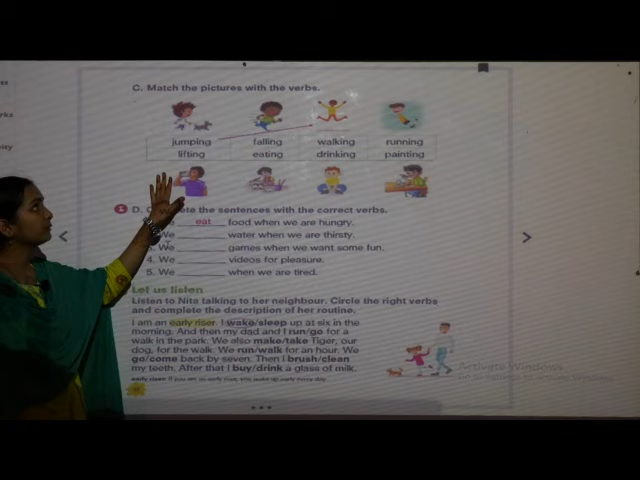 C. Match the pictures with the verbs.
jumping falling walking running
lifting eating drinking painting
D. the sentences with the correct verbs.
eat food when we are hungry.
We ________ water when we are thirsty.
3. We ________ games when we want some fun.
4. We ________ videos for pleasure.
5. We ________ when we are tired.
Let us listen
Listen to Nita talking to her neighbour. Circle the right verbs
and complete the description of her routine.
I am an early riser. I wake/sleep up at six in the
morning. And then my dad and I run/go for a
walk in the park. We also make/take Tiger, our
dog, for the walk. We run/walk for an hour. We
go/come back by seven. Then I brush/clean
my teeth. After that I buy/drink a glass of milk.
Activate Windows